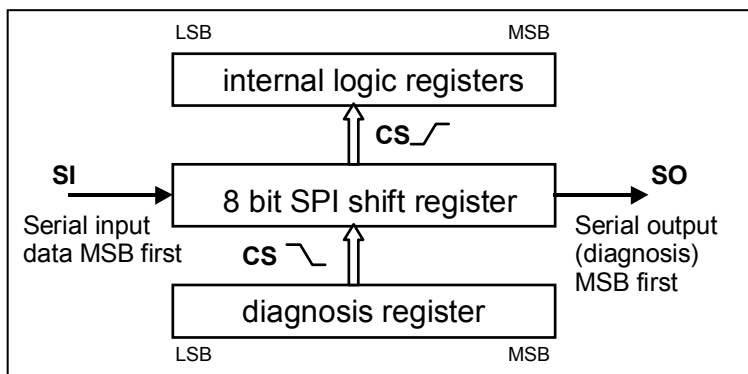 LSB MSB
internal logic registers
CS
SI SO
8 bit SPI shift register
Serial input
data MSB first
Serial output
(diagnosis)
MSB first
CS
diagnosis register
LSB MSB